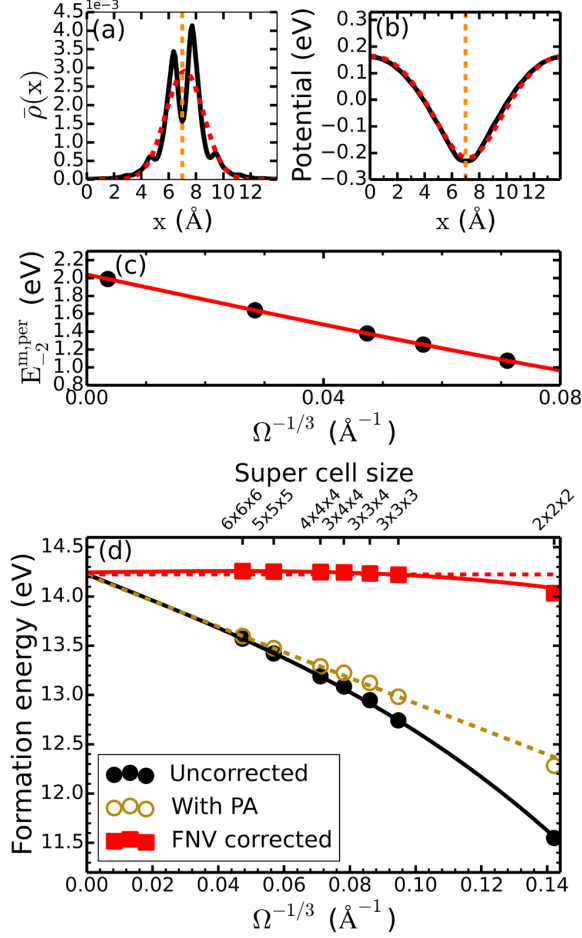 1e−3
(a)
ρ̄(x)
4.5
4.0
3.5
3.0
2.5
2.0
1.5
1.0
0.5
0.0
0 2 4 6 8 10 12
x (Å)
(b)
Potential (eV)
0.3
0.2
0.1
0.0
−0.1
−0.2
−0.3
0 2 4 6 8 10 12
x (Å)
(c)
E_{-2}^{m,per} (eV)
2.2
2.0
1.8
1.6
1.4
1.2
1.0
0.8
0.00 0.04 0.08
Ω^{-1/3} (Å^{-1})
Super cell size
6x6x6 5x5x5 4x4x4 3x4x4 3x3x4 3x3x3 2x2x2
(d)
Formation energy (eV)
14.5
14.0
13.5
13.0
12.5
12.0
11.5
Uncorrected
With PA
FNV corrected
0.00 0.02 0.04 0.06 0.08 0.10 0.12 0.14
Ω^{-1/3} (Å^{-1})